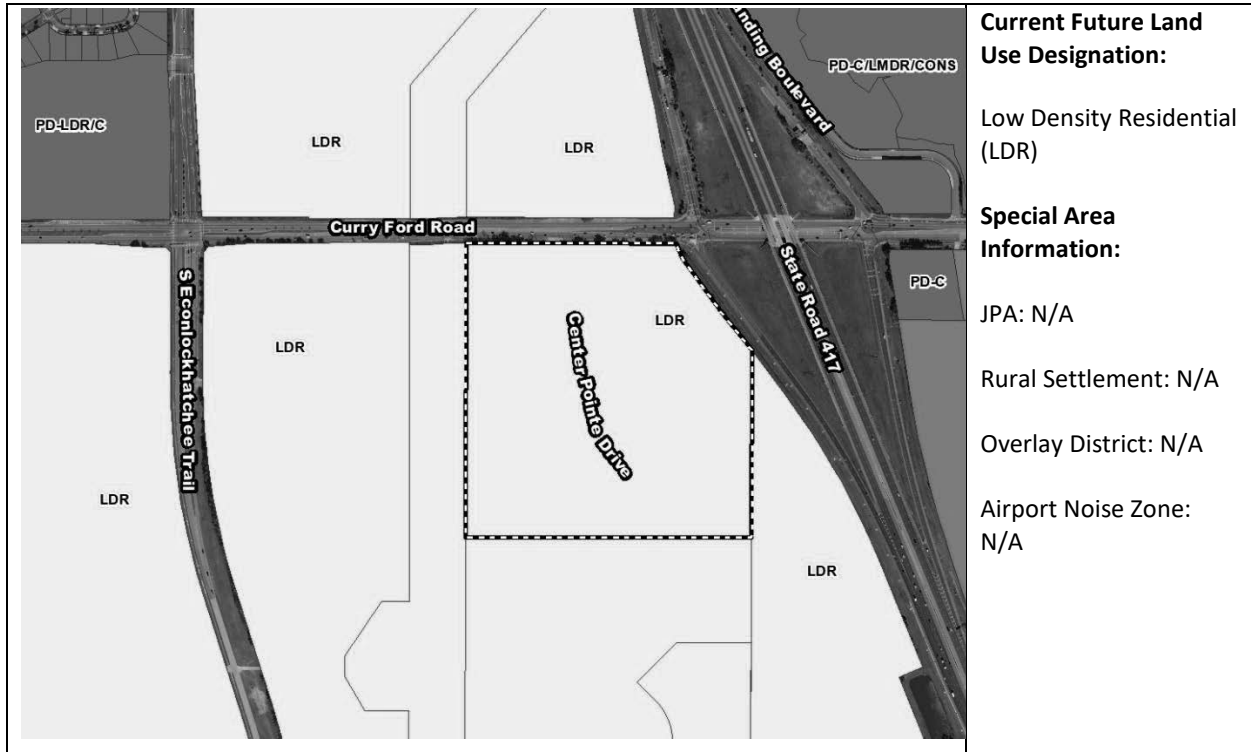 nding Boulevard
PD-C/LMDR/CONS
PD-LDR/C
LDR
LDR
Curry Ford Road
S Econlockhatchee Trail
LDR
Center Pointe Drive
LDR
State Road 417
PD-C
LDR
LDR
Current Future Land
Use Designation:
Low Density Residential
(LDR)
Special Area
Information:
JPA: N/A
Rural Settlement: N/A
Overlay District: N/A
Airport Noise Zone:
N/A